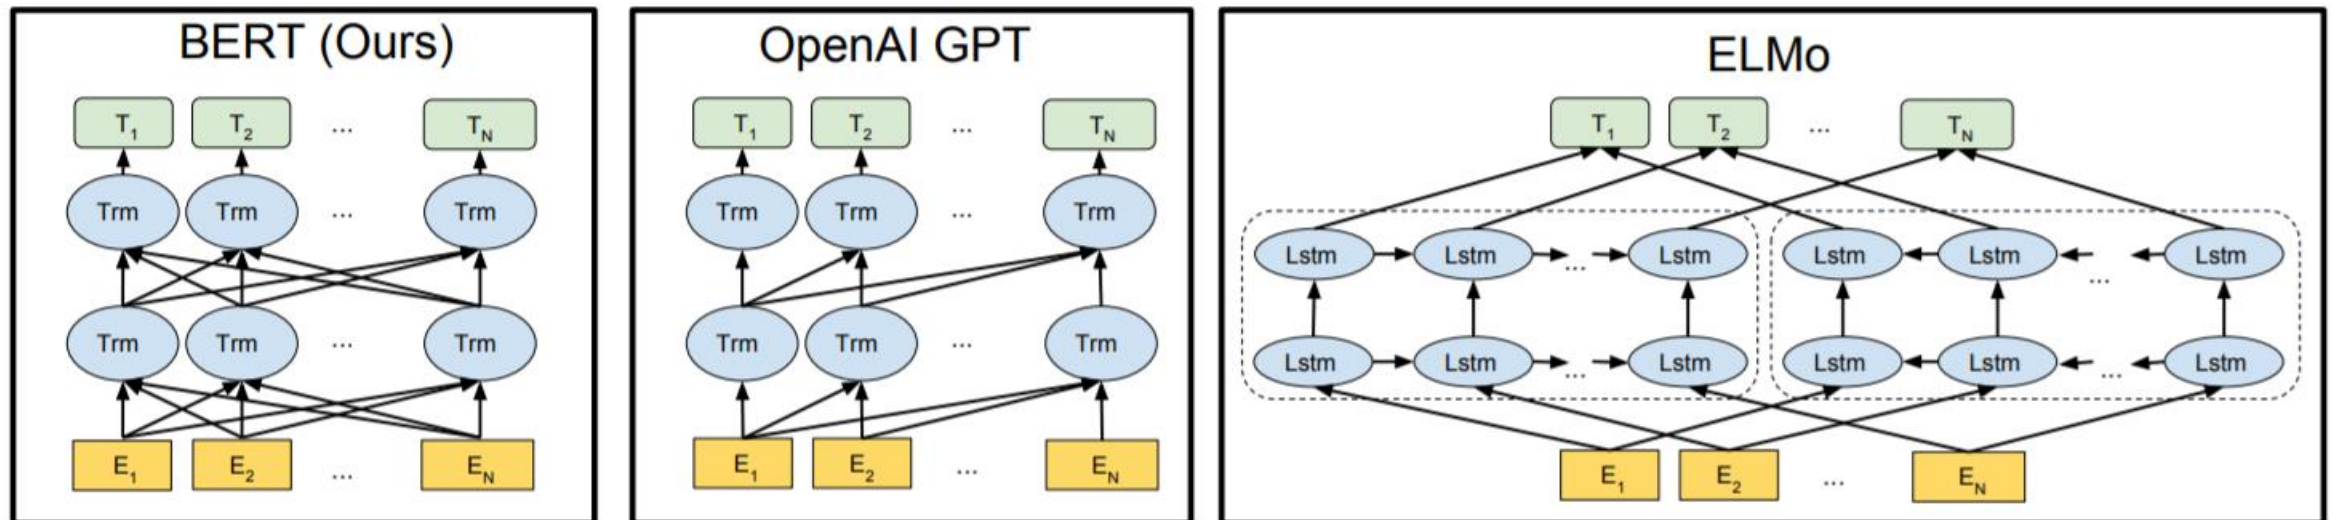 BERT (Ours)
T1 T2 ... TN
Trm Trm ... Trm
Trm Trm ... Trm
E1 E2 ... EN
OpenAI GPT
T1 T2 ... TN
Trm Trm ... Trm
Trm Trm ... Trm
E1 E2 ... EN
ELMo
T1 T2 ... TN
Lstm Lstm ... Lstm Lstm Lstm ... Lstm
Lstm Lstm ... Lstm Lstm Lstm ... Lstm
E1 E2 ... EN